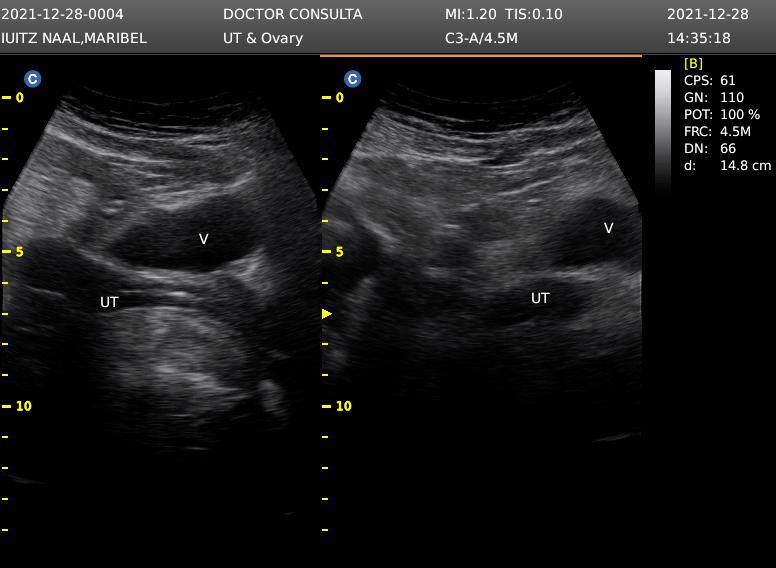 2021-12-28-0004 DOCTOR CONSULTA MI:1.20 TIS:0.10 2021-12-28
IUITZ NAAL,MARIBEL UT & Ovary C3-A/4.5M 14:35:18
[B]
CPS: 61
GN: 110
POT: 100 %
FRC: 4.5M
DN: 66
d: 14.8 cm
C
0
V
5
UT
10
C
0
V
5
UT
10